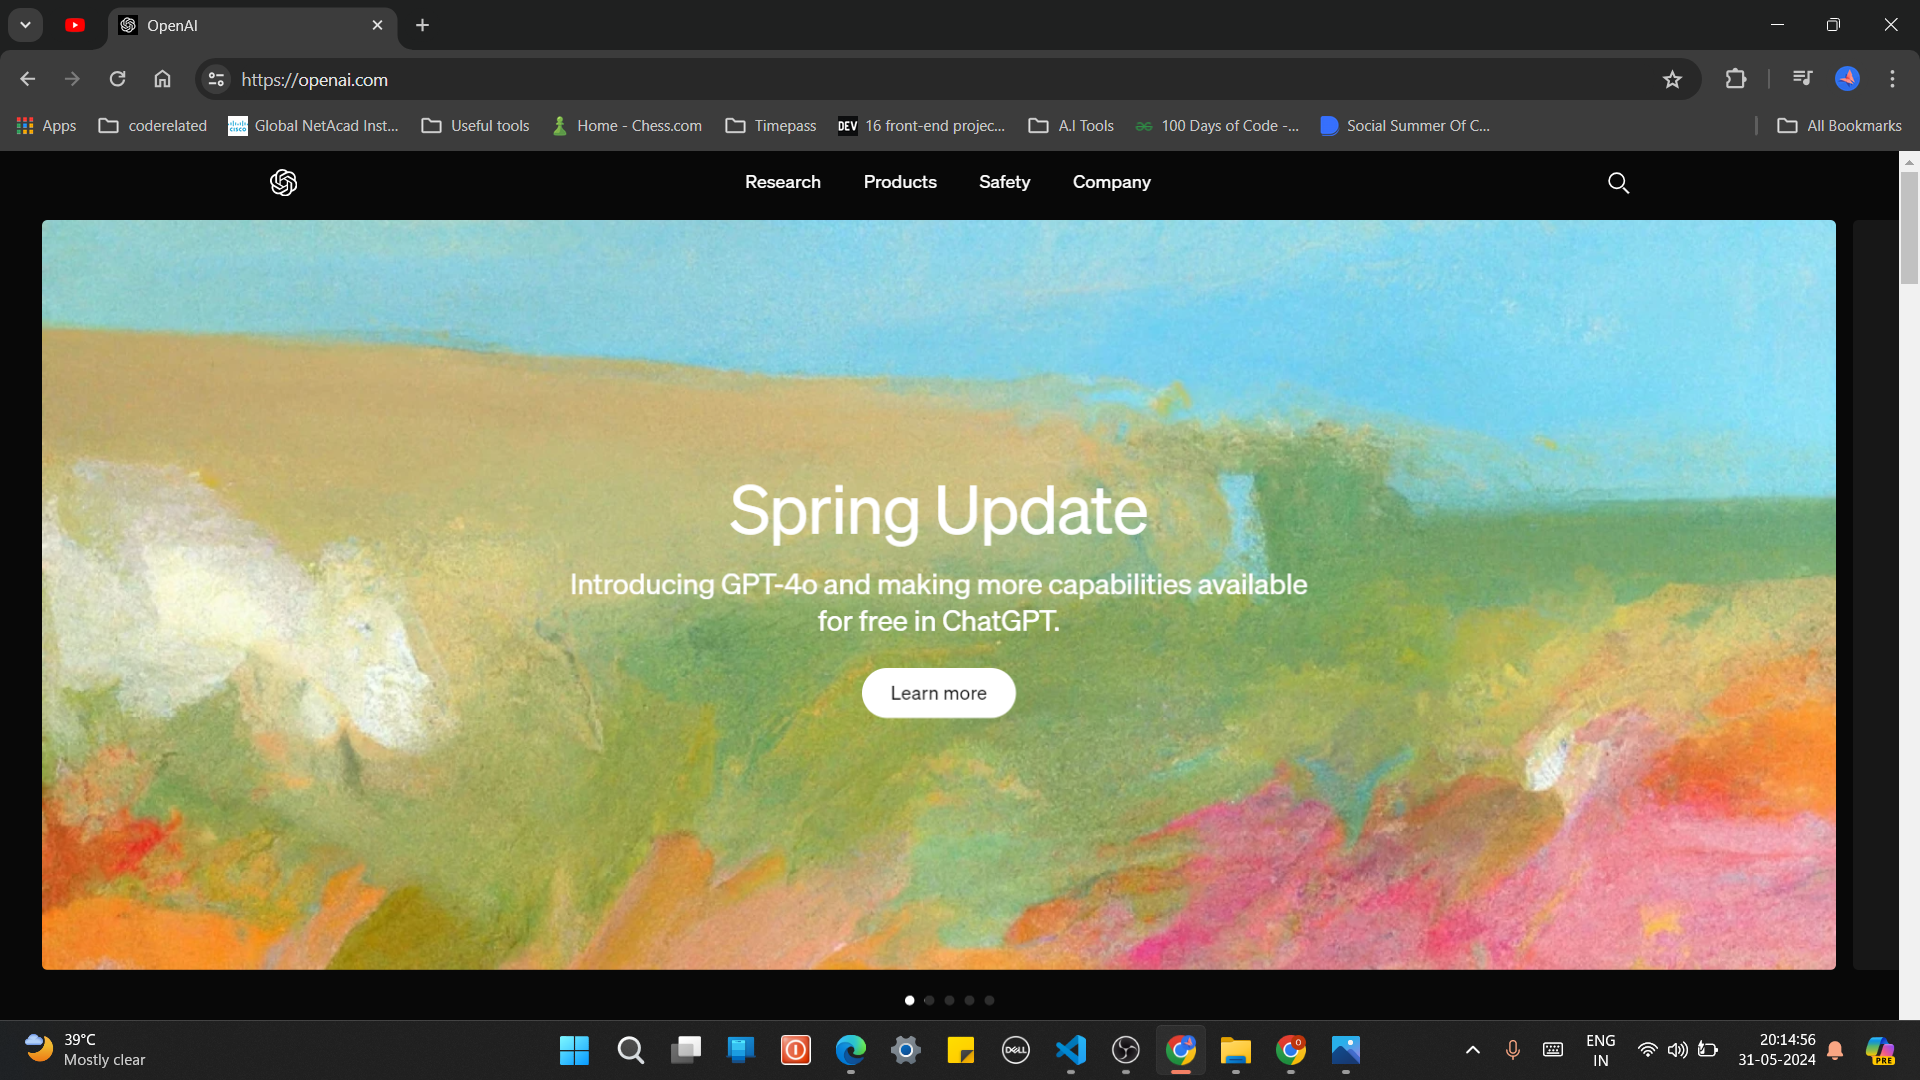 OpenAI
https://openai.com
Apps
coderelated
Global NetAcad Inst...
Useful tools
Home - Chess.com
Timepass
DEV
16 front-end projec...
A.I Tools
100 Days of Code -...
Social Summer Of C...
All Bookmarks
Research
Products
Safety
Company
Spring Update
Introducing GPT-4o and making more capabilities available
for free in ChatGPT.
Learn more
39°C
Mostly clear
DELL
ENG
IN
20:14:56
31-05-2024
PRE